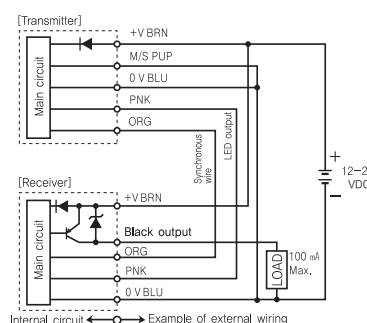 [Transmitter]
+V BRN
M/S PUP
0 V BLU
PNK
ORG
Main circuit
Synchronous
wire
LED output
+
12-2
VDC
−
[Receiver]
+V BRN
Black output
ORG
PNK
0 V BLU
Main circuit
LOAD
100 mA
Max.
Internal circuit Example of external wiring